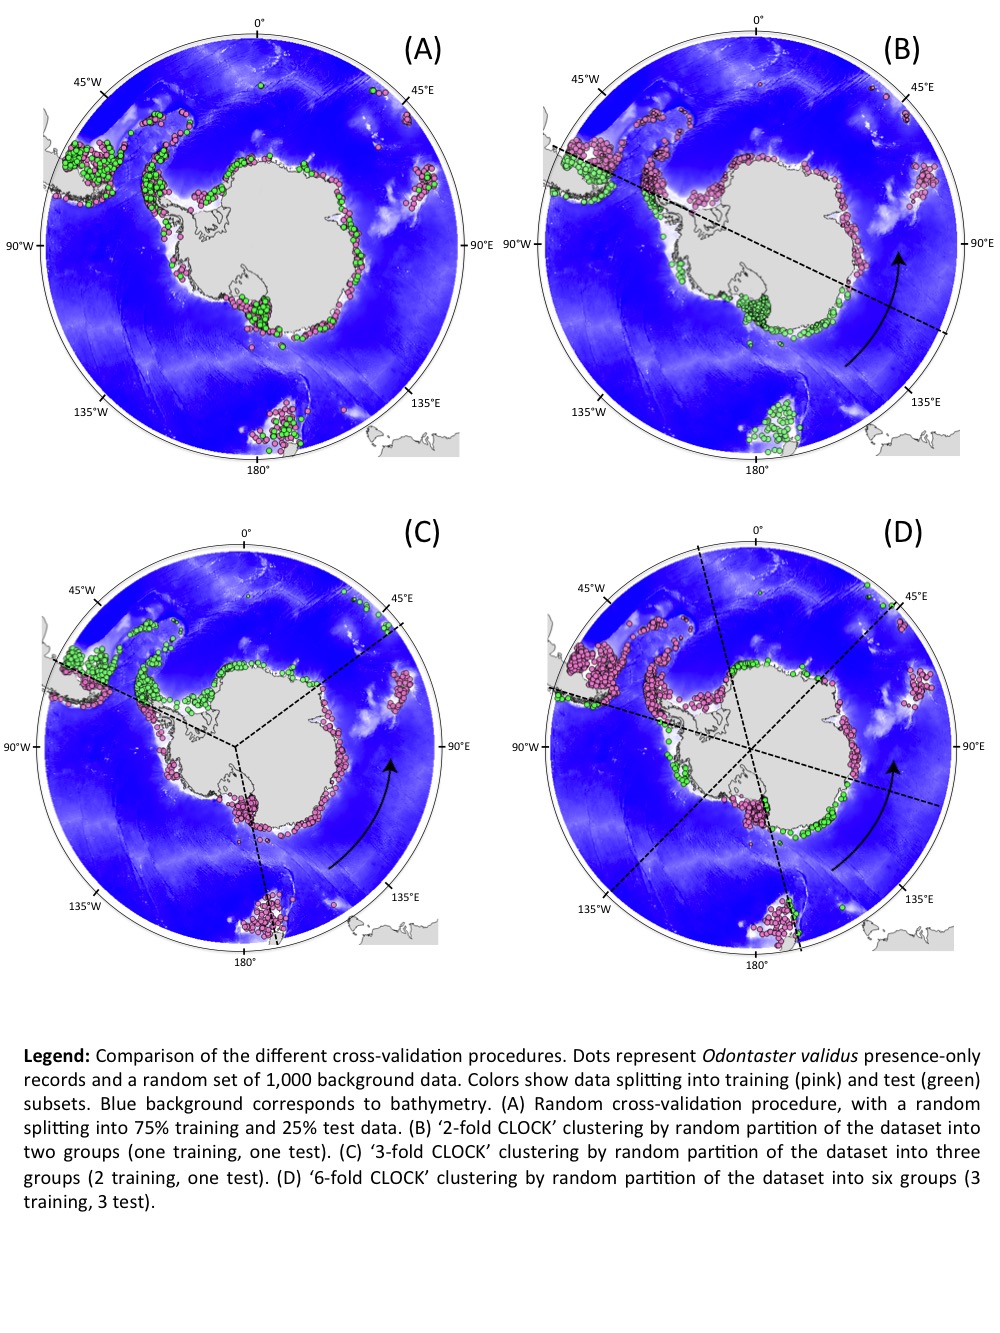 0°
(A)
45°W
45°E
90°W
90°E
135°W
135°E
180°
0°
(B)
45°W
45°E
90°W
90°E
135°W
135°E
180°
0°
(C)
45°W
45°E
90°W
90°E
135°W
135°E
180°
0°
(D)
45°W
45°E
90°W
90°E
135°W
135°E
180°
Legend: Comparison of the different cross-validation procedures. Dots represent Odontaster validus presence-only
records and a random set of 1,000 background data. Colors show data splitting into training (pink) and test (green)
subsets. Blue background corresponds to bathymetry. (A) Random cross-validation procedure, with a random
splitting into 75% training and 25% test data. (B) ‘2-fold CLOCK’ clustering by random partition of the dataset into
two groups (one training, one test). (C) ‘3-fold CLOCK’ clustering by random partition of the dataset into three
groups (2 training, one test). (D) ‘6-fold CLOCK’ clustering by random partition of the dataset into six groups (3
training, 3 test).